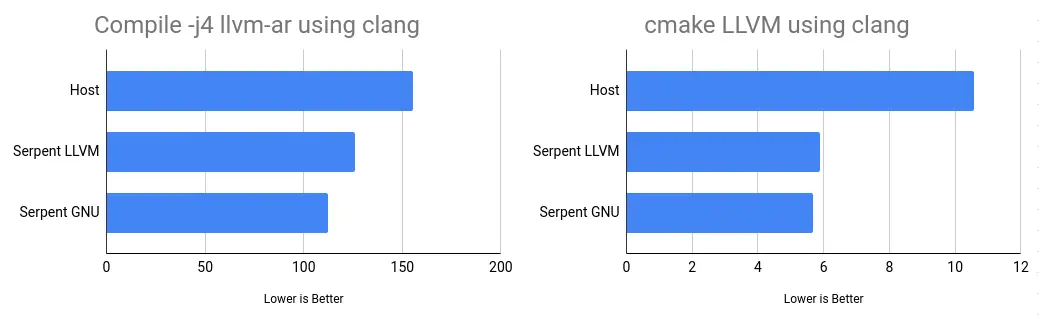 Compile -j4 llvm-ar using clang
Host
Serpent LLVM
Serpent GNU
0 50 100 150 200
Lower is Better
cmake LLVM using clang
Host
Serpent LLVM
Serpent GNU
0 2 4 6 8 10 12
Lower is Better